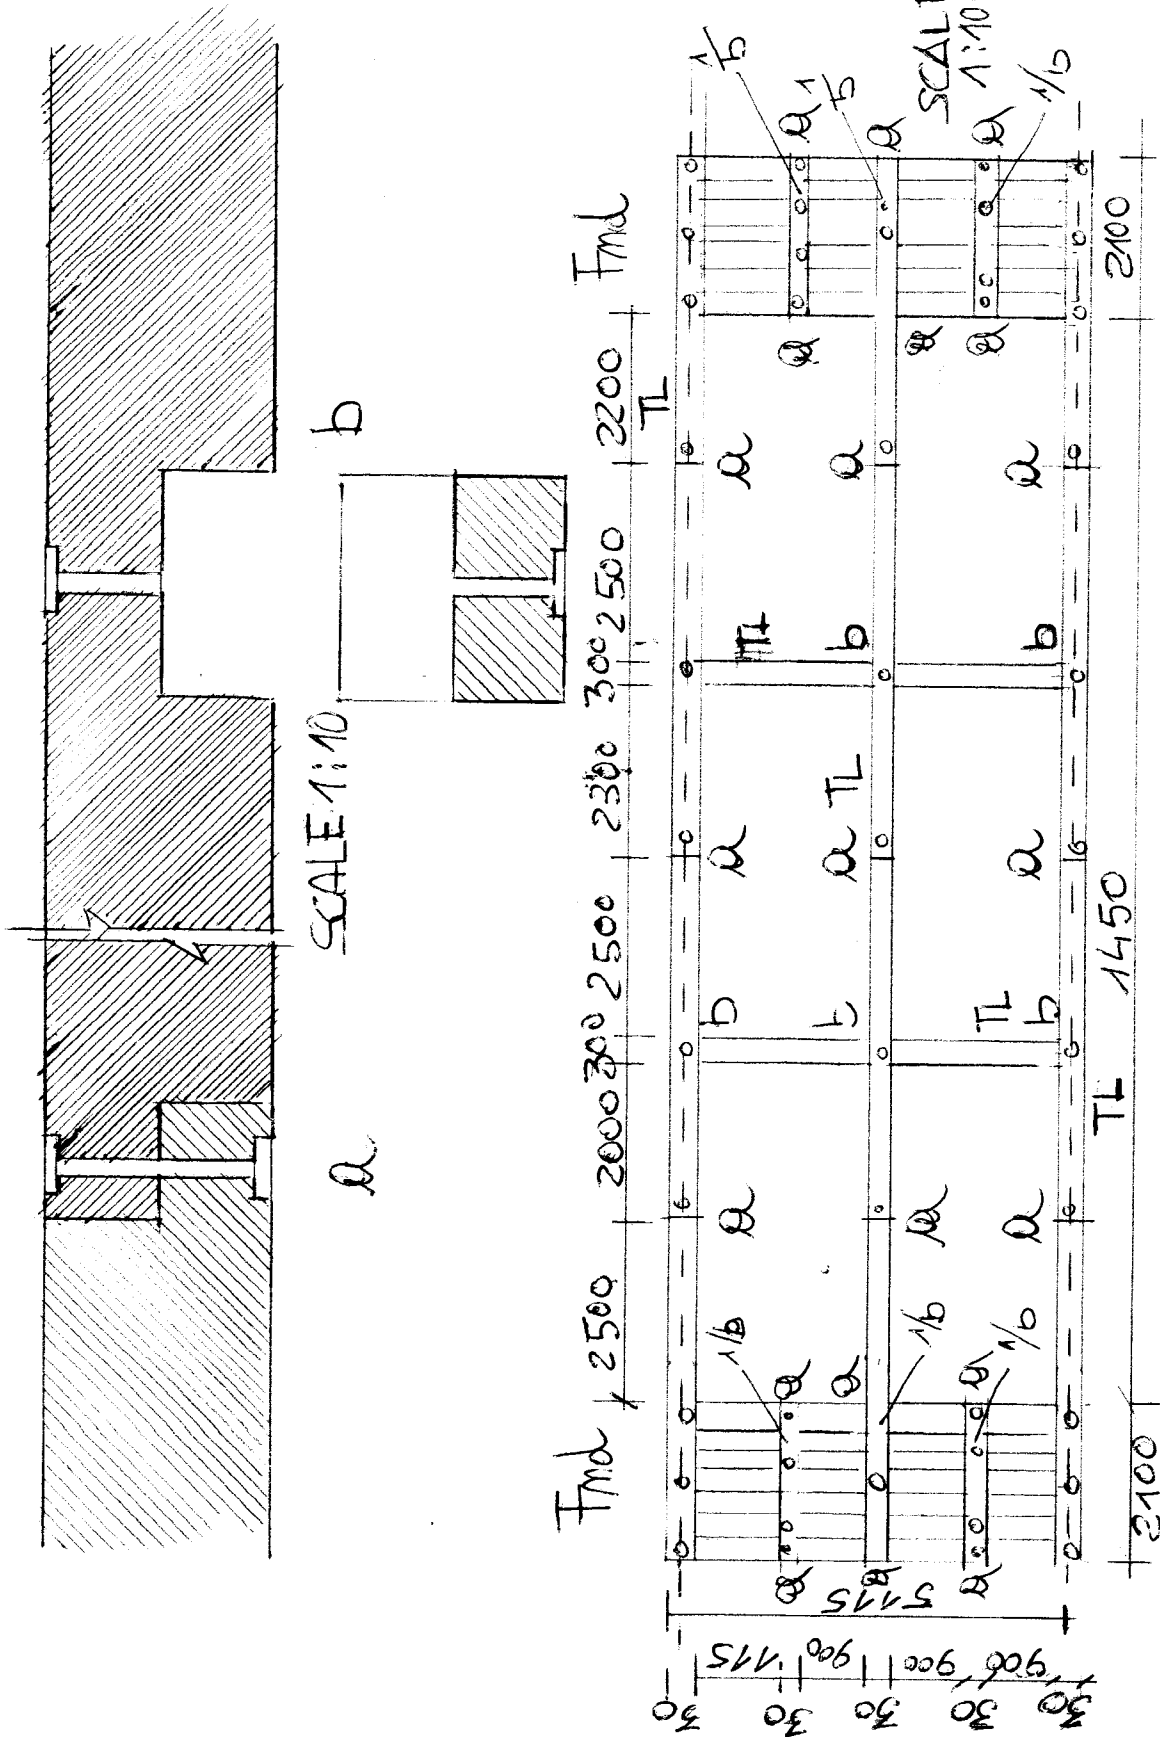 b
SCALE 1:10
a
Fmd 2500 2000 300 2500 2300 300 2500 2200 Fmd
TL
1/b
1/b
SCALE
1:10
1/b
a a a a a
a a a a
TL b b
a a a
a TL
b b TL b
a a a
1/b 1/b 1/b
a a a a
a a a
TL
2100 1450 2100
5115
115 900 900 900
30 30 30 30 30